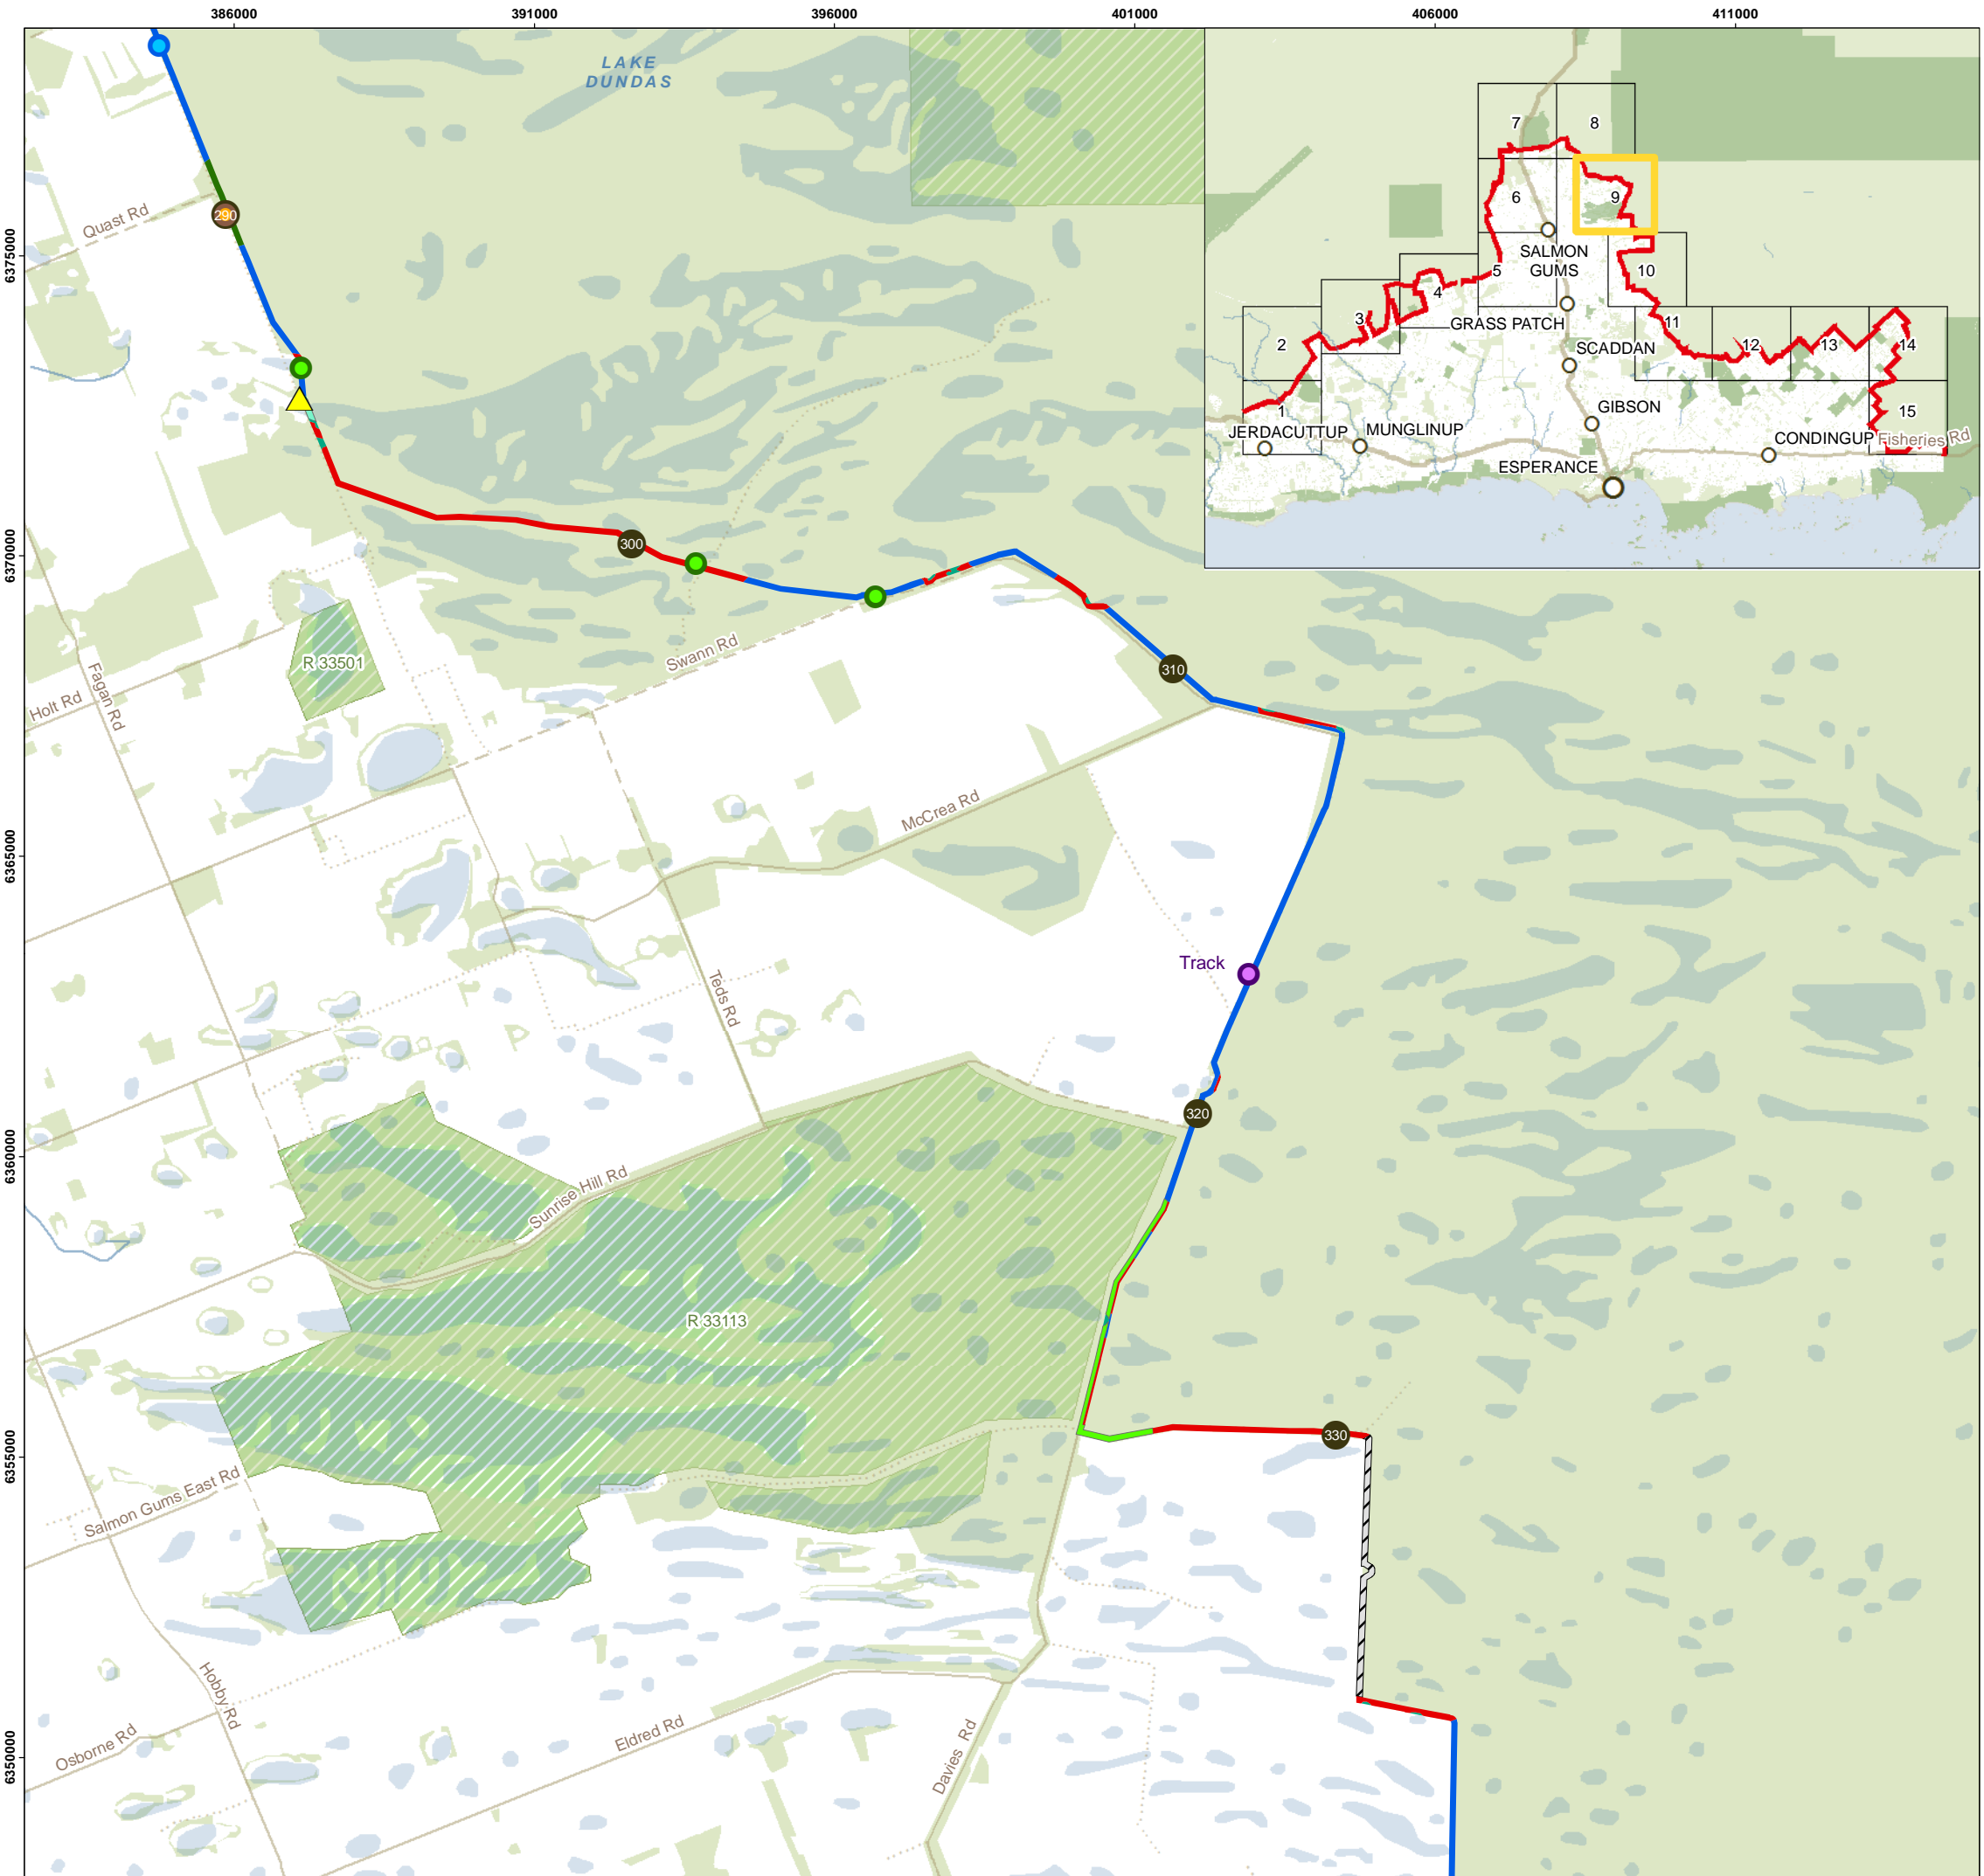 386000
391000
396000
401000
406000
411000
6375000
6370000
6365000
6360000
6355000
6350000
LAKE
DUNDAS
Quast Rd
290
300
310
320
330
Swann Rd
R 33501
Holt Rd
Fagan Rd
McCrea Rd
Track
Teds Rd
Sunrise Hill Rd
R 33113
Salmon Gums East Rd
Hobby Rd
Osborne Rd
Eldred Rd
Davies Rd
7
8
6
9
SALMON
GUMS
5
10
4
3
GRASS PATCH
11
2
SCADDAN
12
13
14
1
GIBSON
15
JERDACUTTUP
MUNGLINUP
CONDINGUP
Fisheries Rd
ESPERANCE